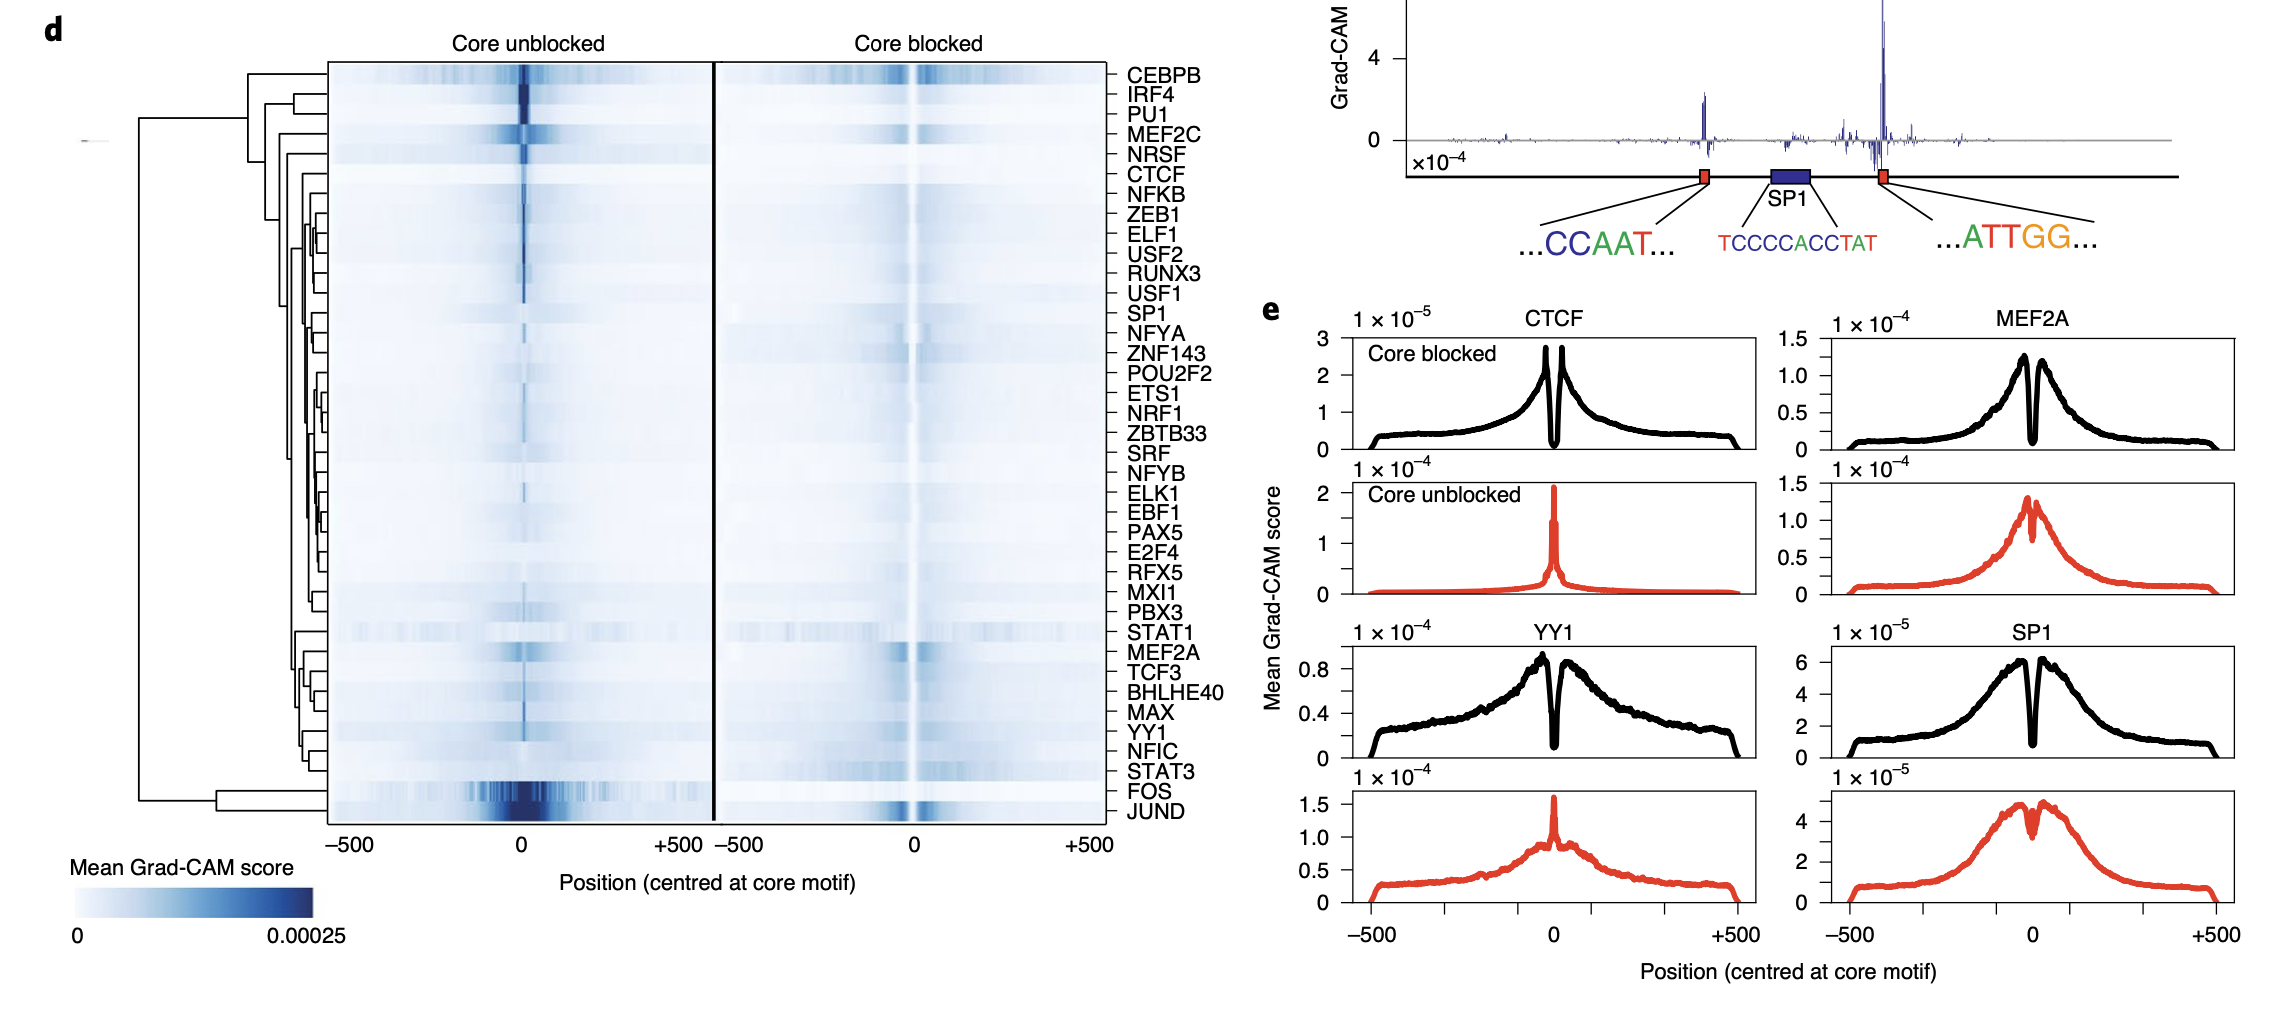 d
Core unblocked
Core blocked
CEBPB
IRF4
PU1
MEF2C
NRSF
CTCF
NFKB
ZEB1
ELF1
USF2
RUNX3
USF1
SP1
NFYA
ZNF143
POU2F2
ETS1
NRF1
ZBTB33
SRF
NFYB
ELK1
EBF1
PAX5
E2F4
RFX5
MXI1
PBX3
STAT1
MEF2A
TCF3
BHLHE40
MAX
YY1
NFIC
STAT3
FOS
JUND
–500 0 +500 –500 0 +500
Position (centred at core motif)
Mean Grad-CAM score
0 0.00025
Grad-CAM
4
0
×10⁻⁴
SP1
...CCAAT...
TCCCCACCTAT
...ATTGG...
e
1 × 10⁻⁵
CTCF
3
2
1
0
Core blocked
1 × 10⁻⁴
MEF2A
1.5
1.0
0.5
0
1 × 10⁻⁴
2
1
0
Core unblocked
1 × 10⁻⁴
1.5
1.0
0.5
0
Mean Grad-CAM score
1 × 10⁻⁴
YY1
0.8
0.4
0
1 × 10⁻⁵
SP1
6
4
2
0
1 × 10⁻⁴
1.5
1.0
0.5
0
1 × 10⁻⁵
4
2
0
–500 0 +500
–500 0 +500
Position (centred at core motif)